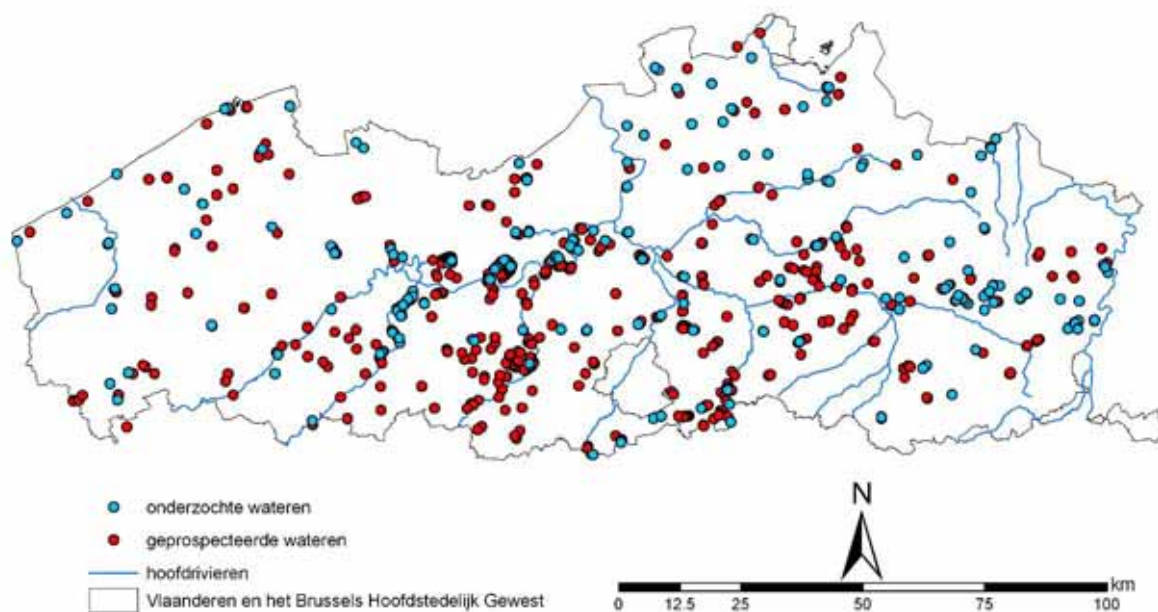 onderzochte wateren
geprospecteerde wateren
hoofdrivieren
Vlaanderen en het Brussels Hoofdstedelijk Gewest
N
km
0 12.5 25 50 75 100